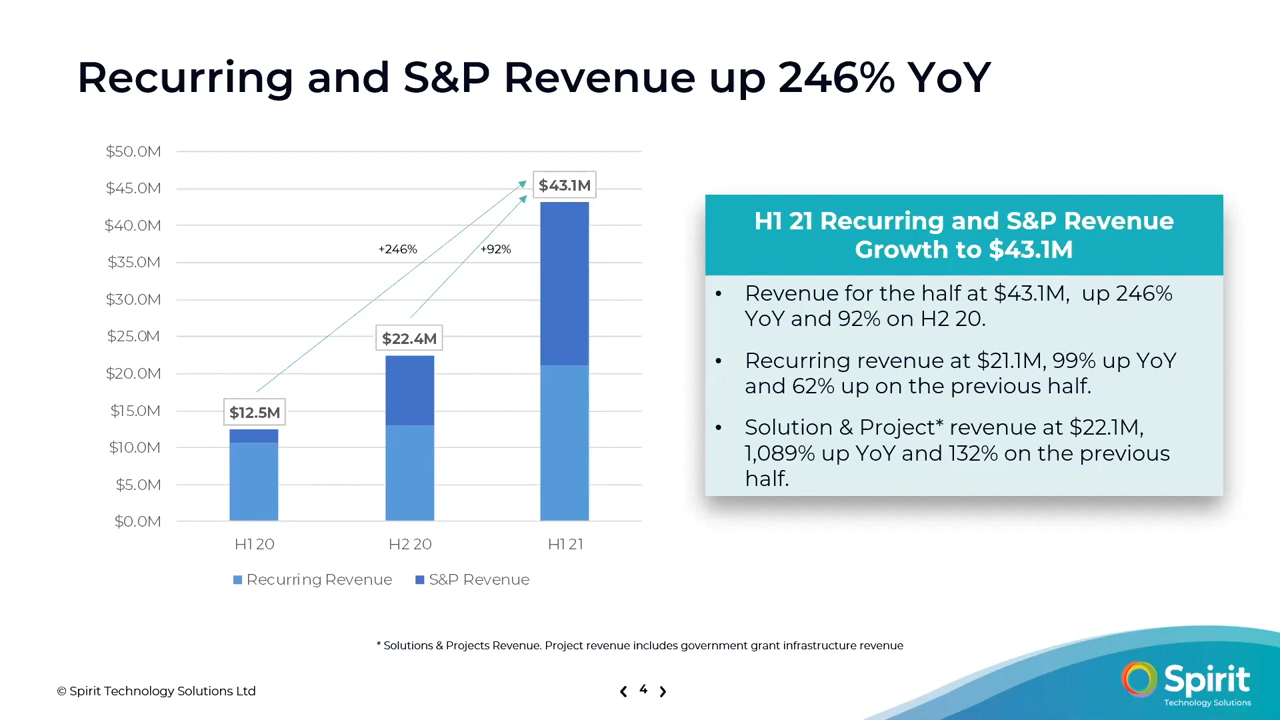 Recurring and S&P Revenue up 246% YoY
$50.0M
$45.0M
$40.0M
$35.0M
$30.0M
$25.0M
$20.0M
$15.0M
$10.0M
$5.0M
$0.0M
$43.1M
+246%
+92%
$22.4M
$12.5M
H1 20
H2 20
H1 21
Recurring Revenue
S&P Revenue
H1 21 Recurring and S&P Revenue
Growth to $43.1M
• Revenue for the half at $43.1M, up 246%
YoY and 92% on H2 20.
• Recurring revenue at $21.1M, 99% up YoY
and 62% up on the previous half.
• Solution & Project* revenue at $22.1M,
1,089% up YoY and 132% on the previous
half.
* Solutions & Projects Revenue. Project revenue includes government grant infrastructure revenue
© Spirit Technology Solutions Ltd
4
Spirit
Technology Solutions